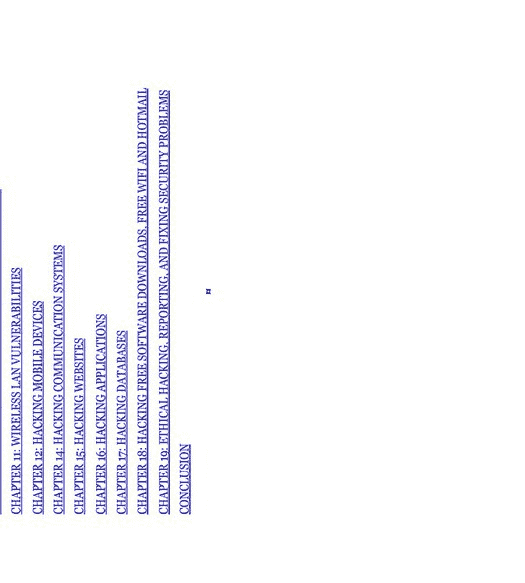 CHAPTER 11: WIRELESS LAN VULNERABILITIES
CHAPTER 12: HACKING MOBILE DEVICES
CHAPTER 14: HACKING COMMUNICATION SYSTEMS
CHAPTER 15: HACKING WEBSITES
CHAPTER 16: HACKING APPLICATIONS
CHAPTER 17: HACKING DATABASES
CHAPTER 18: HACKING FREE SOFTWARE DOWNLOADS, FREE WIFI AND HOTMAIL
CHAPTER 19: ETHICAL HACKING, REPORTING, AND FIXING SECURITY PROBLEMS
CONCLUSION